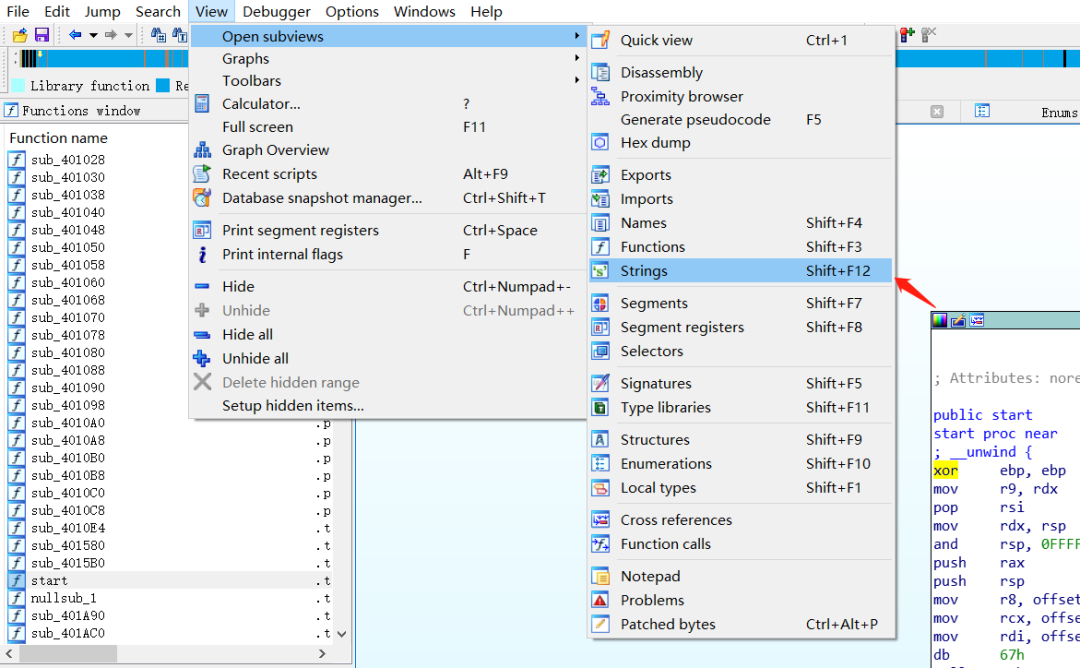 File Edit Jump Search View Debugger Options Windows Help
Library function
Functions window
Enums
Function name
sub_401028
sub_401030
sub_401038
sub_401040
sub_401048
sub_401050
sub_401058
sub_401060
sub_401068
sub_401070
sub_401078
sub_401080
sub_401088
sub_401090
sub_401098
sub_4010A0 .p
sub_4010A8 .p
sub_4010B0 .p
sub_4010B8 .p
sub_4010C0 .p
sub_4010C8 .p
sub_4010E4 .t
sub_401580 .t
sub_4015B0 .t
start .t
nullsub_1 .t
sub_401A90 .t
sub_401AC0 .t
Open subviews
Graphs
Toolbars
Calculator... ?
Full screen F11
Graph Overview
Recent scripts Alt+F9
Database snapshot manager... Ctrl+Shift+T
Print segment registers Ctrl+Space
Print internal flags F
Hide Ctrl+Numpad+-
Unhide Ctrl+Numpad++
Hide all
Unhide all
Delete hidden range
Setup hidden items...
Quick view Ctrl+1
Disassembly
Proximity browser
Generate pseudocode F5
Hex dump
Exports
Imports
Names Shift+F4
Functions Shift+F3
Strings Shift+F12
Segments Shift+F7
Segment registers Shift+F8
Selectors
Signatures Shift+F5
Type libraries Shift+F11
Structures Shift+F9
Enumerations Shift+F10
Local types Shift+F1
Cross references
Function calls
Notepad
Problems
Patched bytes Ctrl+Alt+P
; Attributes: nore
public start
start proc near
; __unwind {
xor ebp, ebp
mov r9, rdx
pop rsi
mov rdx, rsp
and rsp, 0FFFF
push rax
push rsp
mov r8, offset
mov rcx, offse
mov rdi, offse
db 67h